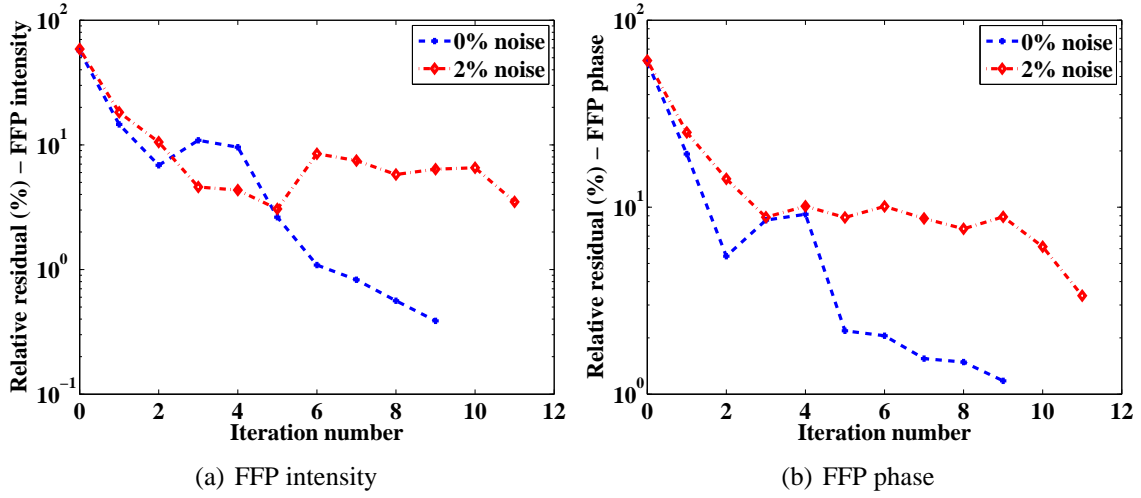 Relative residual (%) − FFP intensity
10²
10¹
10⁰
10⁻¹
0 2 4 6 8 10 12
Iteration number
0% noise
2% noise
(a) FFP intensity
Relative residual (%) − FFP phase
10²
10¹
10⁰
0 2 4 6 8 10 12
Iteration number
0% noise
2% noise
(b) FFP phase